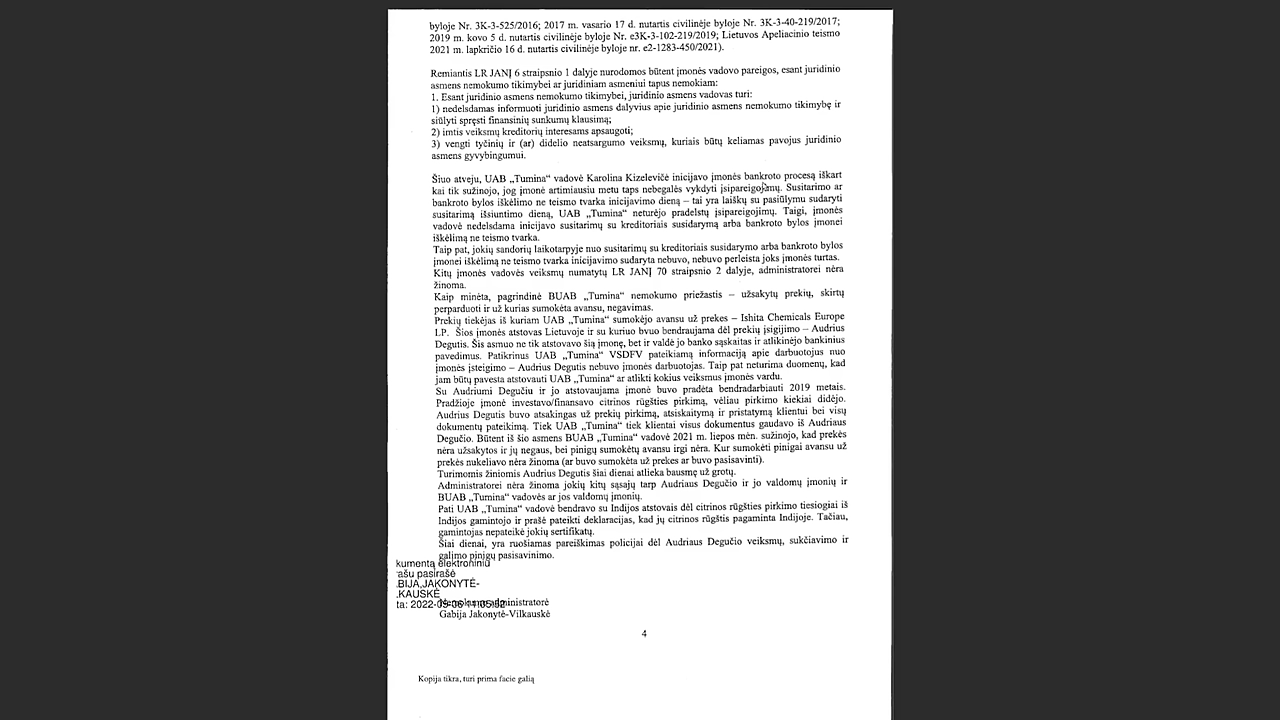 byloje Nr. 3K-3-525/2016; 2017 m. vasario 17 d. nutartis civilinėje byloje Nr. 3K-3-40-219/2017;
2019 m. kovo 5 d. nutartis civilinėje byloje Nr. e3K-3-102-219/2019; Lietuvos Apeliacinio teismo
2021 m. lapkričio 16 d. nutartis civilinėje byloje nr. e2-1283-450/2021).
Remiantis LR JANĮ 6 straipsnio 1 dalyje nurodomos būtent įmonės vadovo pareigos, esant juridinio
asmens nemokumo tikimybei ar juridiniam asmeniui tapus nemokiam:
1. Esant juridinio asmens nemokumo tikimybei, juridinio asmens vadovas turi:
1) nedelsdamas informuoti juridinio asmens dalyvius apie juridinio asmens nemokumo tikimybę ir
siūlyti spręsti finansinių sunkumų klausimą;
2) imtis veiksmų kreditorių interesams apsaugoti;
3) vengti tyčinių ir (ar) didelio neatsargumo veiksmų, kuriais būtų keliamas pavojus juridinio
asmens gyvybingumui.
Šiuo atveju, UAB „Tumina“ vadovė Karolina Kizelevičė inicijavo įmonės bankroto procesą iškart
kai tik sužinojo, jog įmonė artimiausiu metu taps nebegalės vykdyti įsipareigojimų. Susitarimo ar
bankroto bylos iškėlimo ne teismo tvarka inicijavimo dieną – tai yra laiškų su pasiūlymu sudaryti
susitarimą išsiuntimo dieną, UAB „Tumina“ neturėjo pradelstų įsipareigojimų. Taigi, įmonės
vadovė nedelsdama inicijavo susitarimų su kreditoriais susidarymą arba bankroto bylos įmonei
iškėlimą ne teismo tvarka.
Taip pat, jokių sandorių laikotarpyje nuo susitarimų su kreditoriais susidarymo arba bankroto bylos
įmonei iškėlimą ne teismo tvarka inicijavimo sudaryta nebuvo, nebuvo perleista joks įmonės turtas.
Kitų įmonės vadovės veiksmų numatytų LR JANĮ 70 straipsnio 2 dalyje, administratorei nėra
žinoma.
Kaip minėta, pagrindinė BUAB „Tumina“ nemokumo priežastis – užsakytų prekių, skirtų
perparduoti ir už kurias sumokėta avansu, negavimas.
Prekių tiekėjas iš kuriam UAB „Tumina“ sumokėjo avansu už prekes – Ishita Chemicals Europe
LP. Šios įmonės atstovas Lietuvoje ir su kuriuo bvuo bendraujama dėl prekių įsigijimo – Audrius
Degutis. Šis asmuo ne tik atstovavo šią įmonę, bet ir valdė jo banko sąskaitas ir atlikinėjo bankinius
pavedimus. Patikrinus UAB „Tumina“ VSDFV pateikiamą informaciją apie darbuotojus nuo
įmonės įsteigimo – Audrius Degutis nebuvo įmonės darbuotojas. Taip pat neturima duomenų, kad
jam būtų pavesta atstovauti UAB „Tumina“ ar atlikti kokius veiksmus įmonės vardu.
Su Audriumi Degučiu ir jo atstovaujama įmonė buvo pradėta bendradarbiauti 2019 metais.
Pradžioje įmonė investavo/finansavo citrinos rūgšties pirkimą, vėliau pirkimo kiekiai didėjo.
Audrius Degutis buvo atsakingas už prekių pirkimą, atsiskaitymą ir pristatymą klientui bei visų
dokumentų pateikimą. Tiek UAB „Tumina“ tiek klientai visus dokumentus gaudavo iš Audriaus
Degučio. Būtent iš šio asmens BUAB „Tumina“ vadovė 2021 m. liepos mėn. sužinojo, kad prekės
nėra užsakytos ir jų negaus, bei pinigų sumokėtų avansu irgi nėra. Kur sumokėti pinigai avansu už
prekės nukeliavo nėra žinoma (ar buvo sumokėta už prekes ar buvo pasisavinti).
Turimomis žiniomis Audrius Degutis šiai dienai atlieka bausmę už grotų.
Administratorei nėra žinoma jokių kitų sąsajų tarp Audriaus Degučio ir jo valdomų įmonių ir
BUAB „Tumina“ vadovės ar jos valdomų įmonių.
Pati UAB „Tumina“ vadovė bendravo su Indijos atstovais dėl citrinos rūgšties pirkimo tiesiogiai iš
Indijos gamintojo ir prašė pateikti deklaracijas, kad jų citrinos rūgštis pagaminta Indijoje. Tačiau,
gamintojas nepateikė jokių sertifikatų.
Šiai dienai, yra ruošiamas pareiškimas policijai dėl Audriaus Degučio veiksmų, sukčiavimo ir
galimo pinigų pasisavinimo.
kumentą elektroniniu
rašu pasirašė
.BIJA,JAKONYTĖ-
.KAUSKĖ
ta: 2022-09-06
Nemokumo administratorė
Gabija Jakonytė-Vilkauskė
4
Kopija tikra, turi prima facie galią